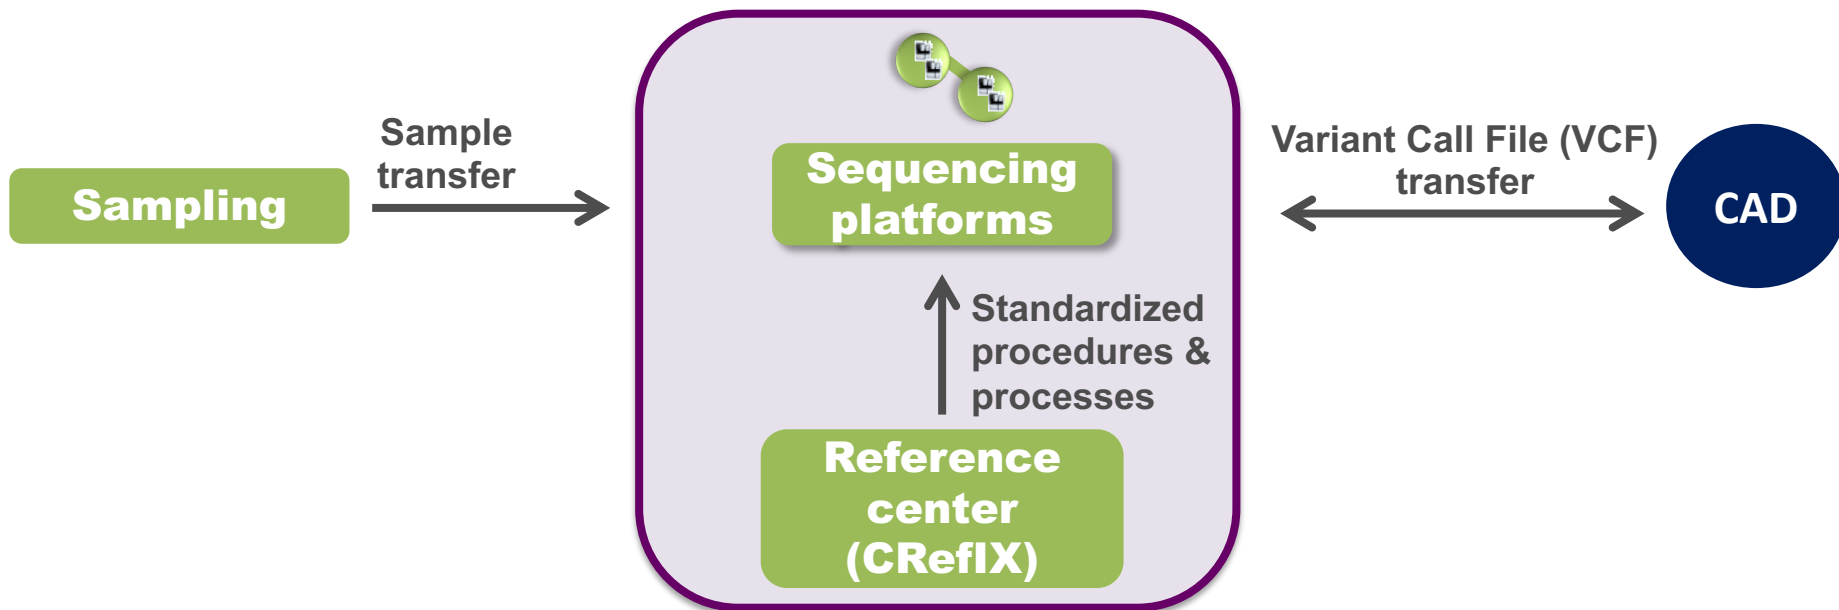 Sample
transfer
Sampling
Sequencing
platforms
Variant Call File (VCF)
transfer
CAD
Standardized
procedures &
processes
Reference
center
(CRefIX)